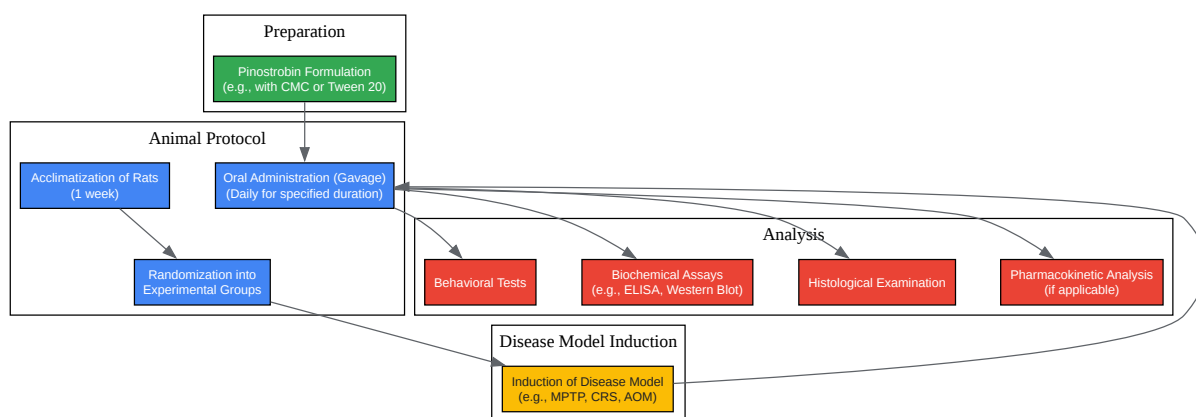 Preparation
Pinostrobin Formulation
(e.g., with CMC or Tween 20)
Animal Protocol
Acclimatization of Rats
(1 week)
Oral Administration (Gavage)
(Daily for specified duration)
Randomization into
Experimental Groups
Analysis
Behavioral Tests
Biochemical Assays
(e.g., ELISA, Western Blot)
Histological Examination
Pharmacokinetic Analysis
(if applicable)
Disease Model Induction
Induction of Disease Model
(e.g., MPTP, CRS, AOM)